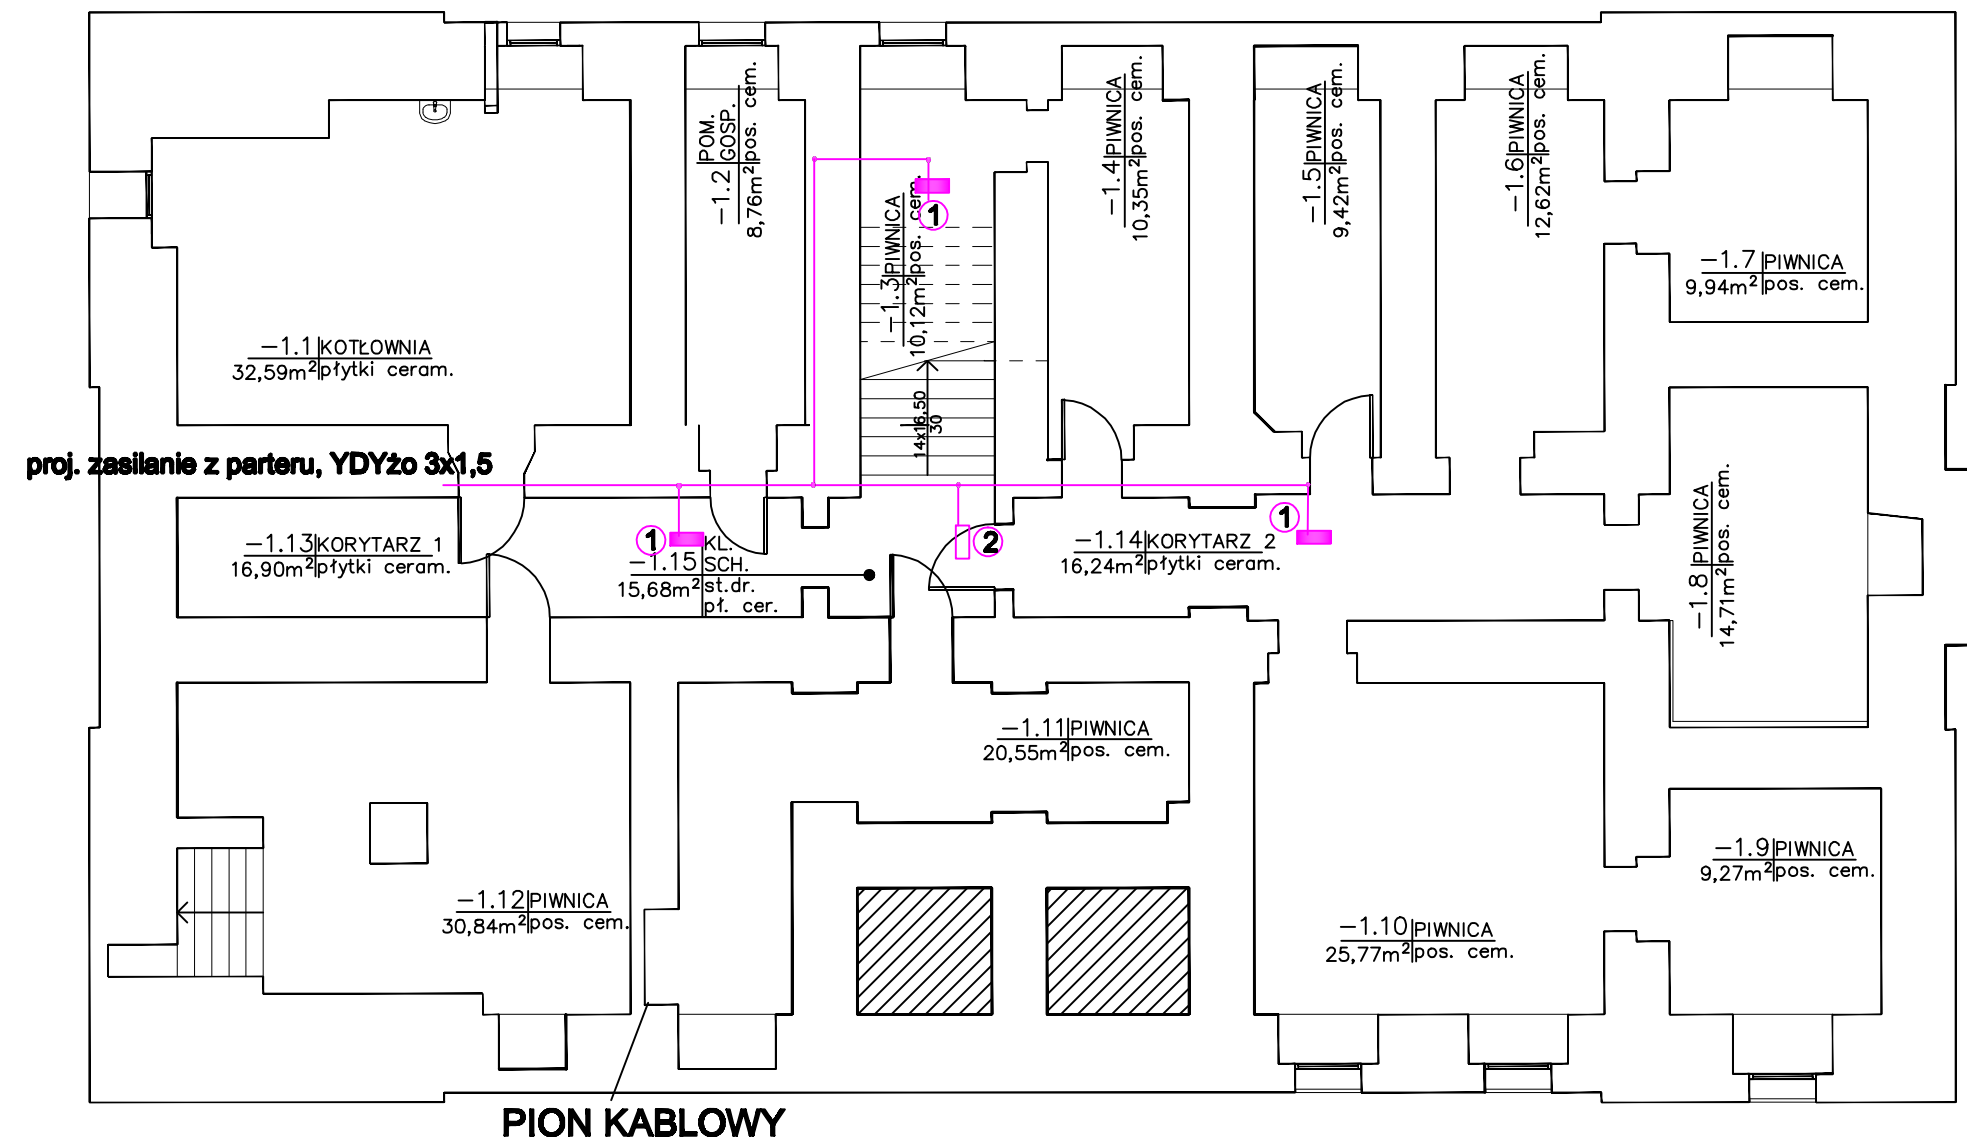 -1.1 KOTŁOWNIA
32,59m² płytki ceram.
-1.2 POM. GOSP.
8,76m² pos. cem.
-1.3 PIWNICA
10,12m² pos. cem.
1
14x16,50
30
-1.4 PIWNICA
10,35m² pos. cem.
-1.5 PIWNICA
9,42m² pos. cem.
-1.6 PIWNICA
12,62m² pos. cem.
-1.7 PIWNICA
9,94m² pos. cem.
proj. zasilanie z parteru, YDYżo 3x1,5
-1.13 KORYTARZ 1
16,90m² płytki ceram.
1
-1.15 KL.
SCH.
15,68m² st.dr.
pł. cer.
2
-1.14 KORYTARZ 2
16,24m² płytki ceram.
1
-1.8 PIWNICA
14,71m² pos. cem.
-1.11 PIWNICA
20,55m² pos. cem.
-1.12 PIWNICA
30,84m² pos. cem.
-1.10 PIWNICA
25,77m² pos. cem.
-1.9 PIWNICA
9,27m² pos. cem.
PION KABLOWY